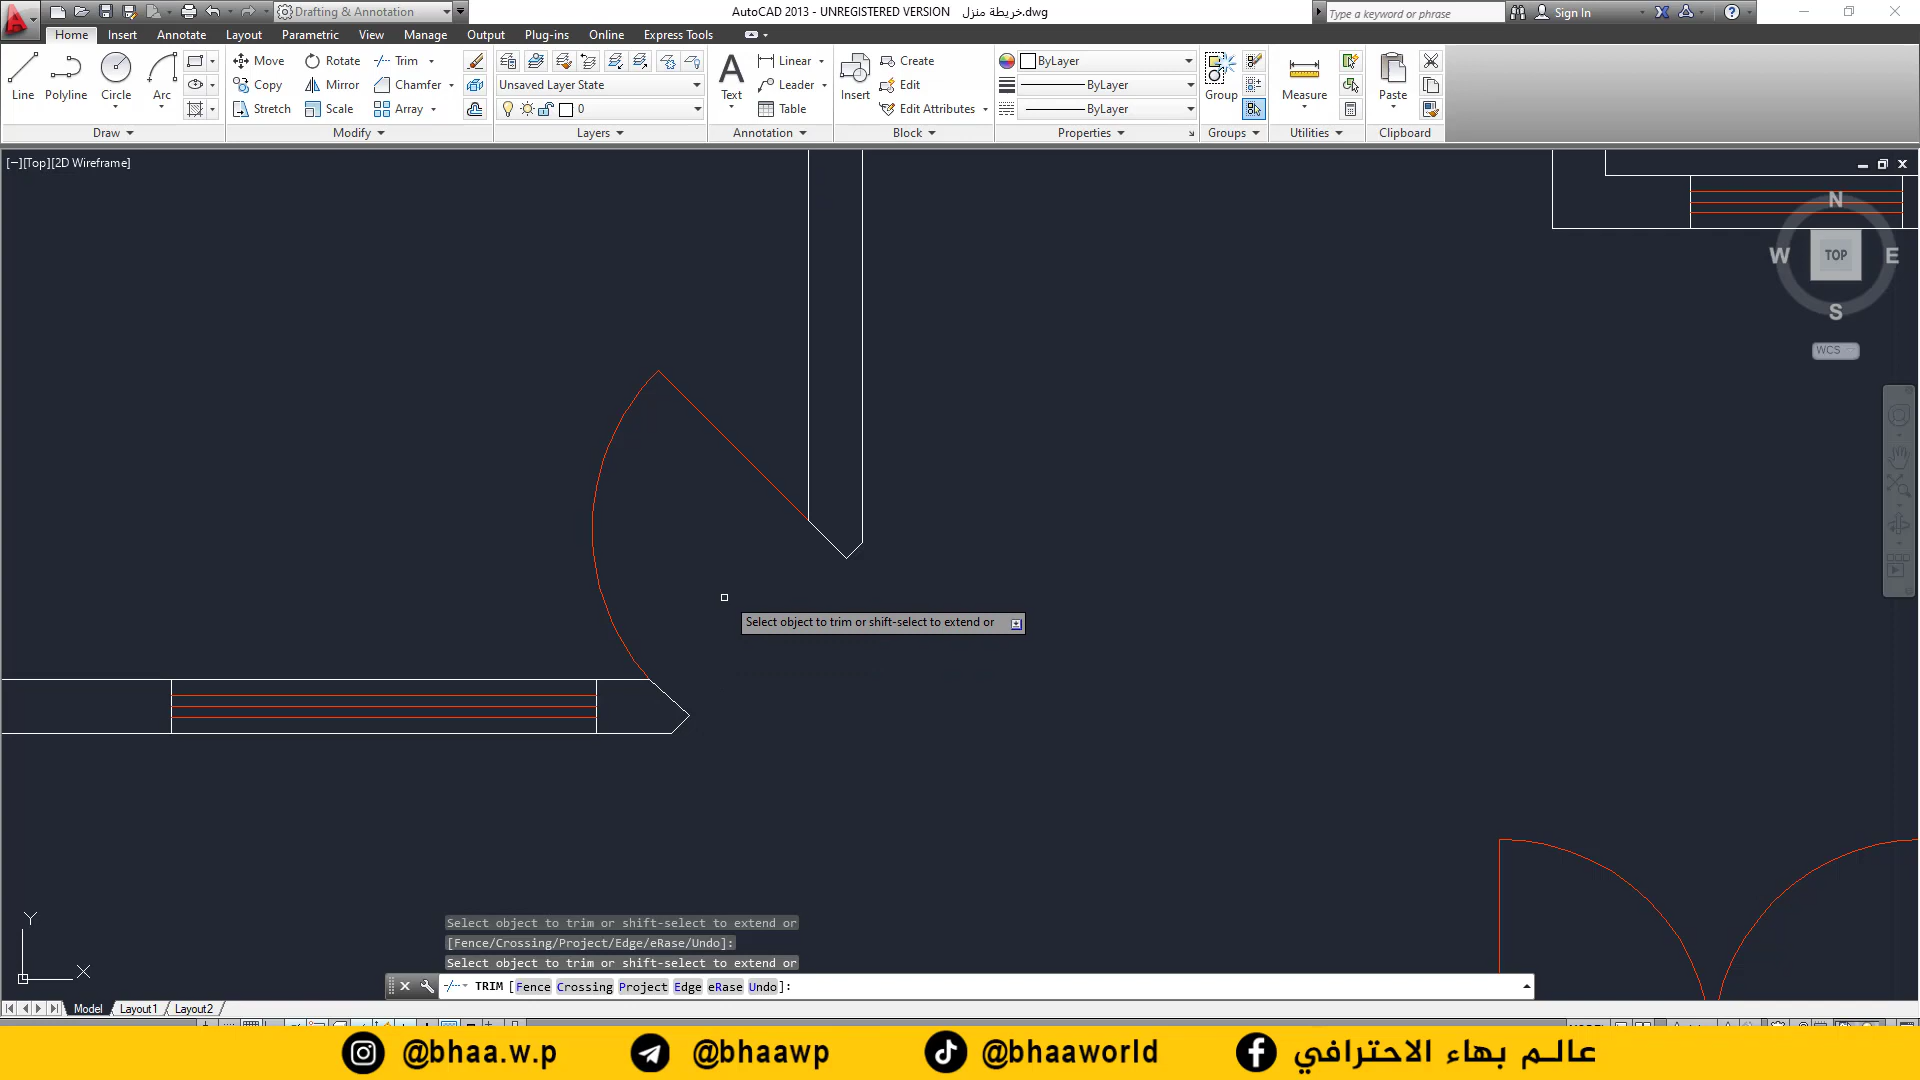 Drafting & Annotation
AutoCAD 2013 - UNREGISTERED VERSION خريطة منزل.dwg
Type a keyword or phrase
Sign In
Home Insert Annotate Layout Parametric View Manage Output Plug-ins Online Express Tools
Line Polyline Circle Arc
Draw
Move Rotate Trim
Copy Mirror Chamfer
Stretch Scale Array
Modify
Unsaved Layer State
0
Layers
Text
Linear
Leader
Table
Annotation
Insert
Create
Edit
Edit Attributes
Block
ByLayer
ByLayer
ByLayer
Properties
Group
Groups
Measure
Utilities
Paste
Clipboard
[−][Top][2D Wireframe]
N
W TOP E
S
WCS
Select object to trim or shift-select to extend or
Y
X
Select object to trim or shift-select to extend or
[Fence/Crossing/Project/Edge/eRase/Undo]:
Select object to trim or shift-select to extend or
TRIM [Fence Crossing Project Edge eRase Undo]:
Model Layout1 Layout2
@bhaa.w.p @bhaawp @bhaaworld عالم بهاء الاحترافي